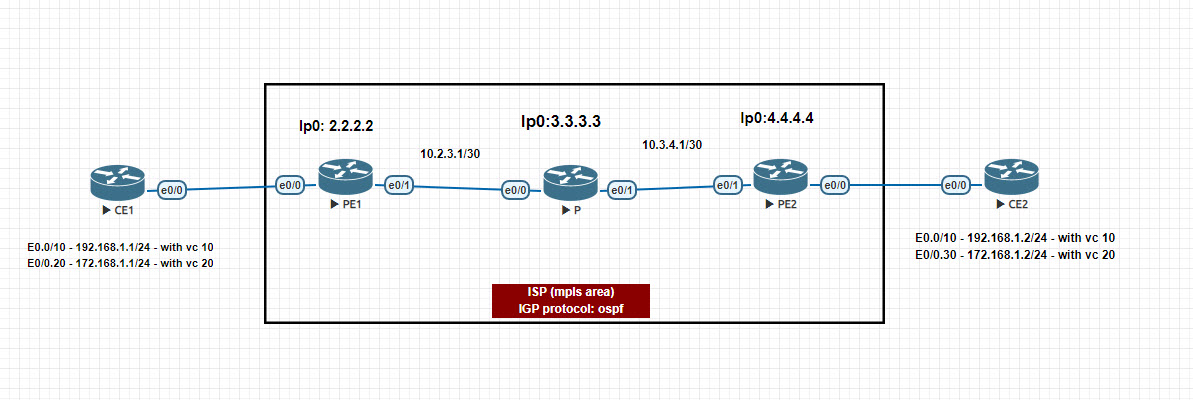 lp0: 2.2.2.2
lp0:3.3.3.3
lp0:4.4.4.4
10.2.3.1/30
10.3.4.1/30
e0/0
e0/0
e0/1
e0/0
e0/1
e0/1
e0/0
e0/0
CE1
PE1
P
PE2
CE2
E0.0/10 - 192.168.1.1/24 - with vc 10
E0/0.20 - 172.168.1.1/24 - with vc 20
E0.0/10 - 192.168.1.2/24 - with vc 10
E0/0.30 - 172.168.1.2/24 - with vc 20
ISP (mpls area)
IGP protocol: ospf